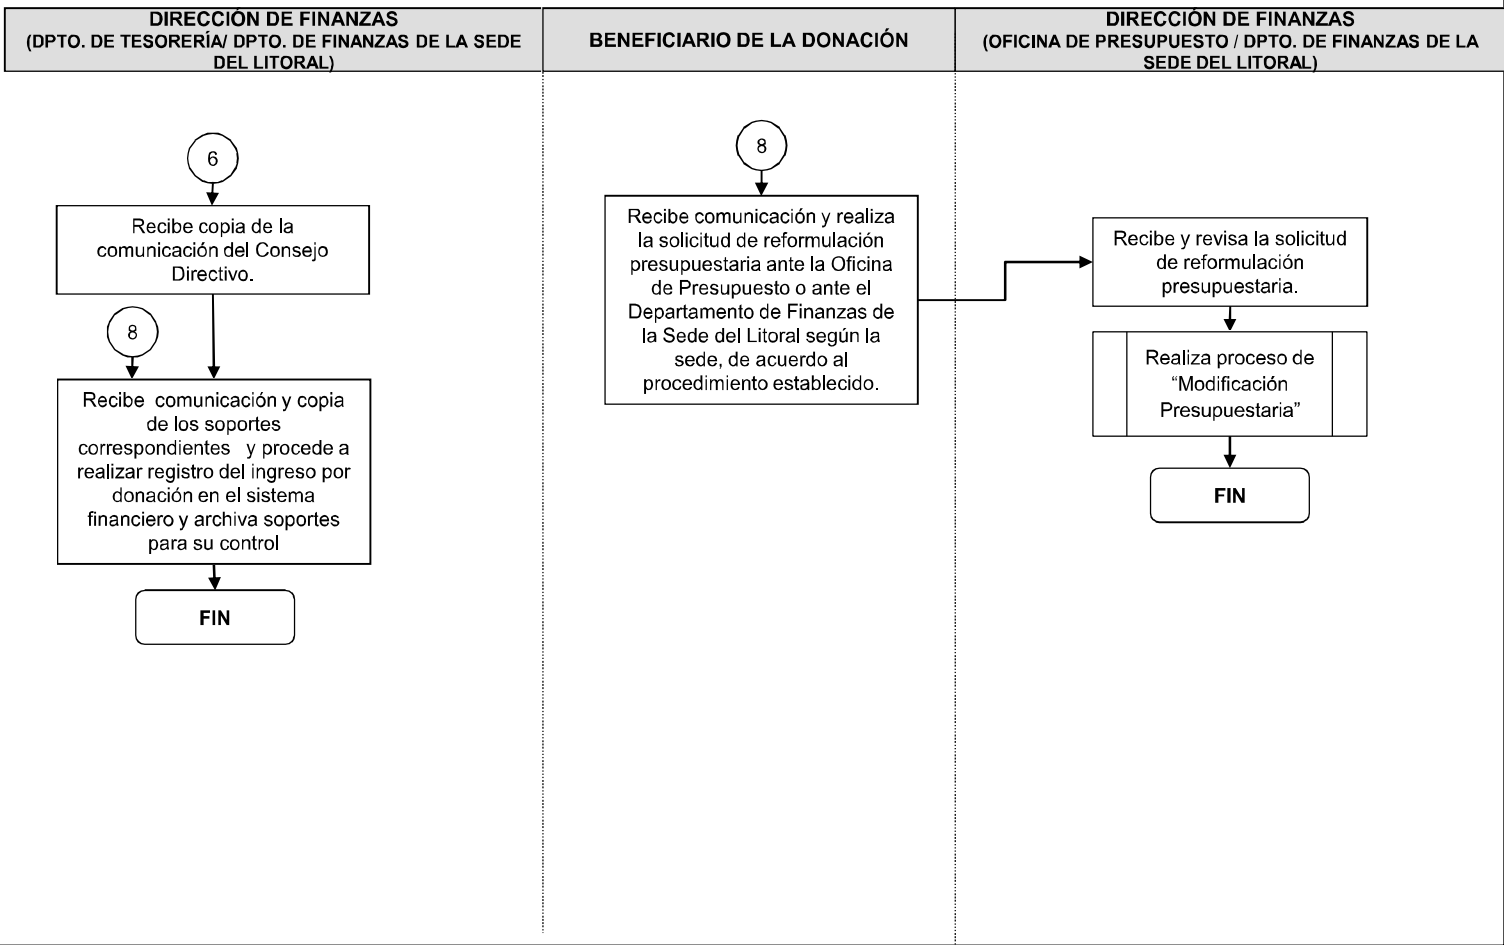 DIRECCIÓN DE FINANZAS
(DPTO. DE TESORERÍA/ DPTO. DE FINANZAS DE LA SEDE
DEL LITORAL)
BENEFICIARIO DE LA DONACIÓN
DIRECCIÓN DE FINANZAS
(OFICINA DE PRESUPUESTO / DPTO. DE FINANZAS DE LA
SEDE DEL LITORAL)
6
Recibe copia de la
comunicación del Consejo
Directivo.
8
Recibe comunicación y copia
de los soportes
correspondientes y procede a
realizar registro del ingreso por
donación en el sistema
financiero y archiva soportes
para su control
FIN
8
Recibe comunicación y realiza
la solicitud de reformulación
presupuestaria ante la Oficina
de Presupuesto o ante el
Departamento de Finanzas de
la Sede del Litoral según la
sede, de acuerdo al
procedimiento establecido.
Recibe y revisa la solicitud
de reformulación
presupuestaria.
Realiza proceso de
“Modificación
Presupuestaria”
FIN